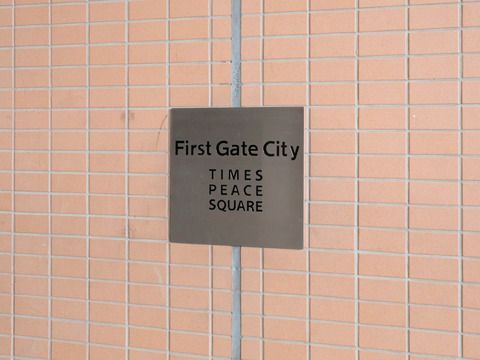 First Gate City
TIMES
PEACE
SQUARE